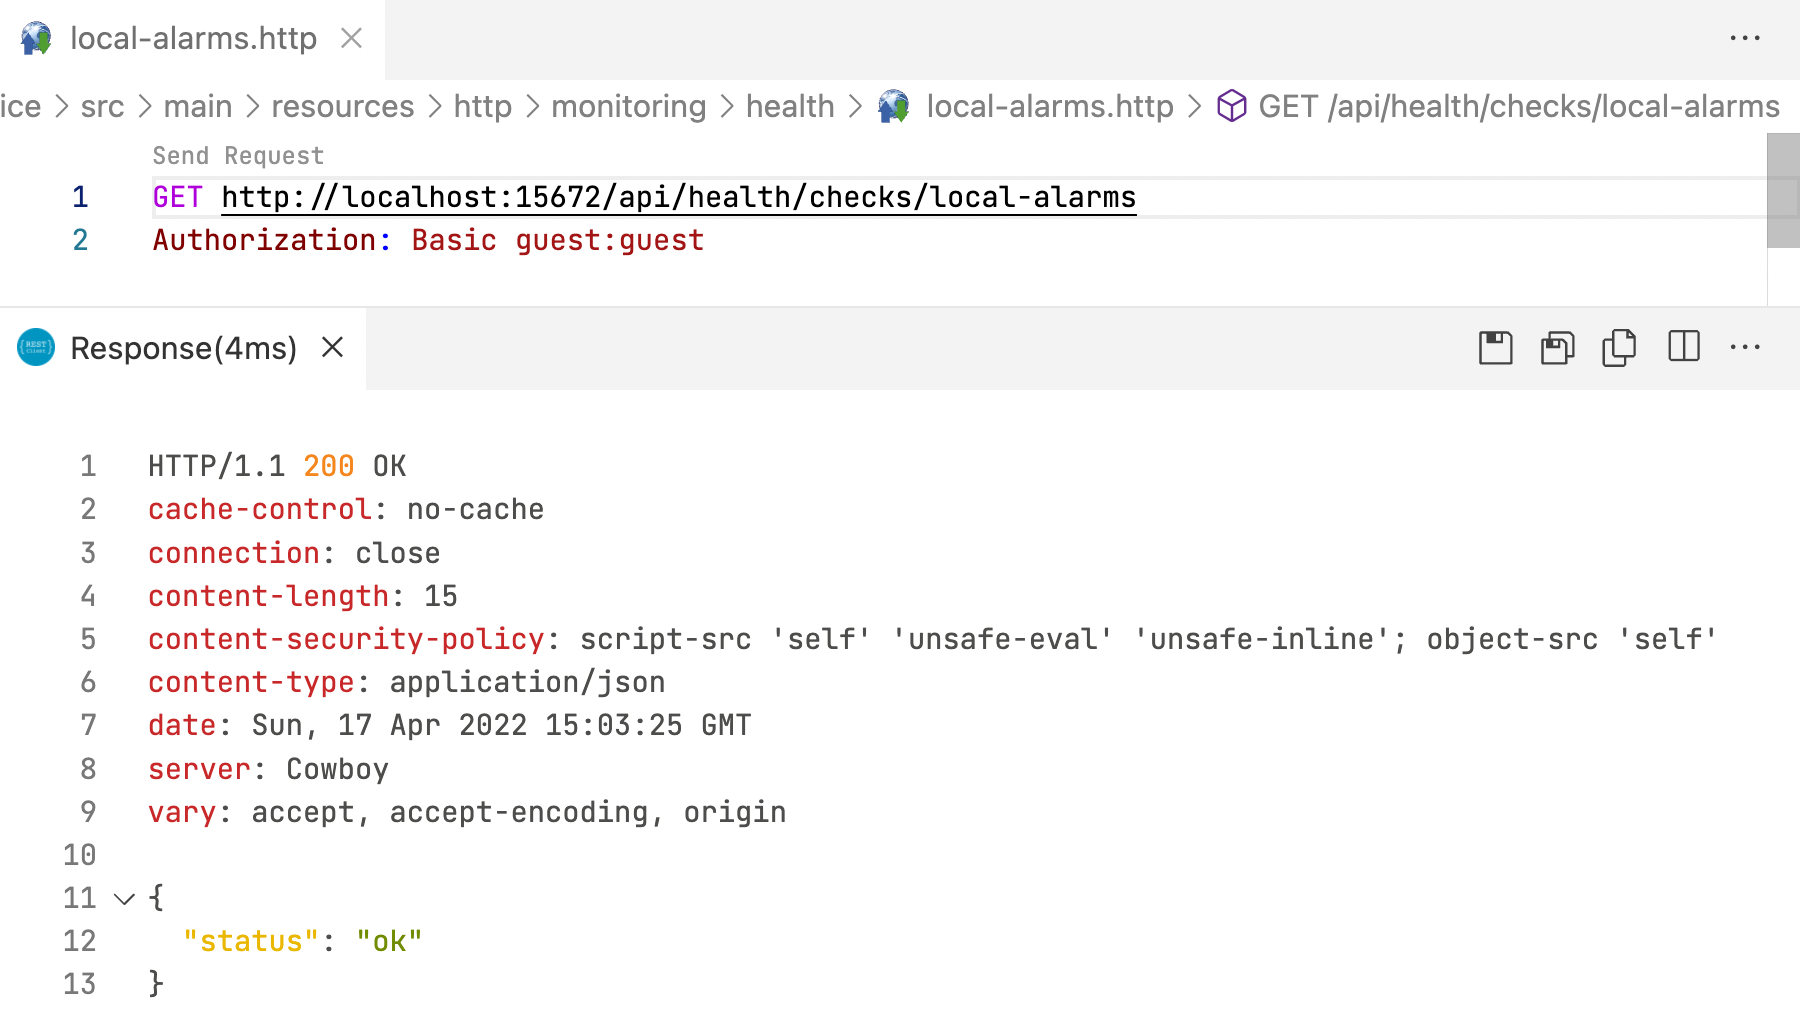 local-alarms.http
ice > src > main > resources > http > monitoring > health > local-alarms.http > GET /api/health/checks/local-alarms
Send Request
1 GET http://localhost:15672/api/health/checks/local-alarms
2 Authorization: Basic guest:guest
{REST}
Client
Response(4ms)
1 HTTP/1.1 200 OK
2 cache-control: no-cache
3 connection: close
4 content-length: 15
5 content-security-policy: script-src 'self' 'unsafe-eval' 'unsafe-inline'; object-src 'self'
6 content-type: application/json
7 date: Sun, 17 Apr 2022 15:03:25 GMT
8 server: Cowboy
9 vary: accept, accept-encoding, origin
10
11 {
12 "status": "ok"
13 }